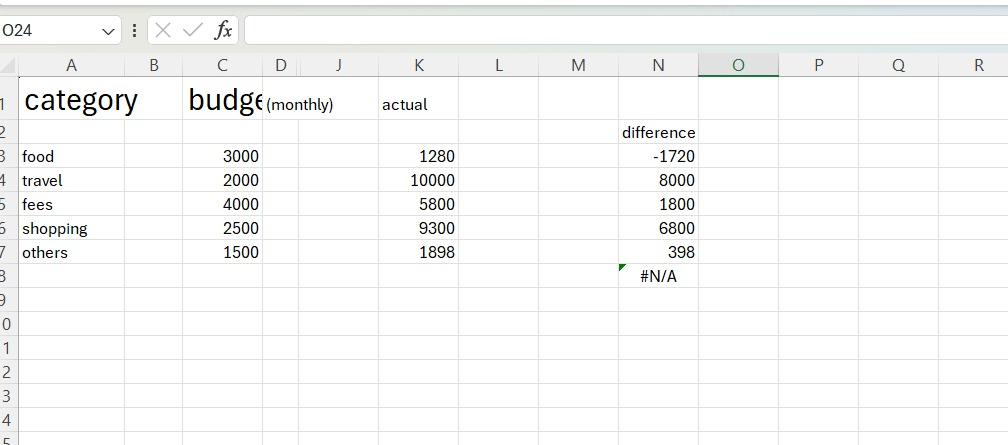 O24 fx
A B C D J K L M N O P Q R
1 category budge (monthly) actual
2 difference
3 food 3000 1280 -1720
4 travel 2000 10000 8000
5 fees 4000 5800 1800
6 shopping 2500 9300 6800
7 others 1500 1898 398
8 #N/A
9
0
1
2
3
4
5